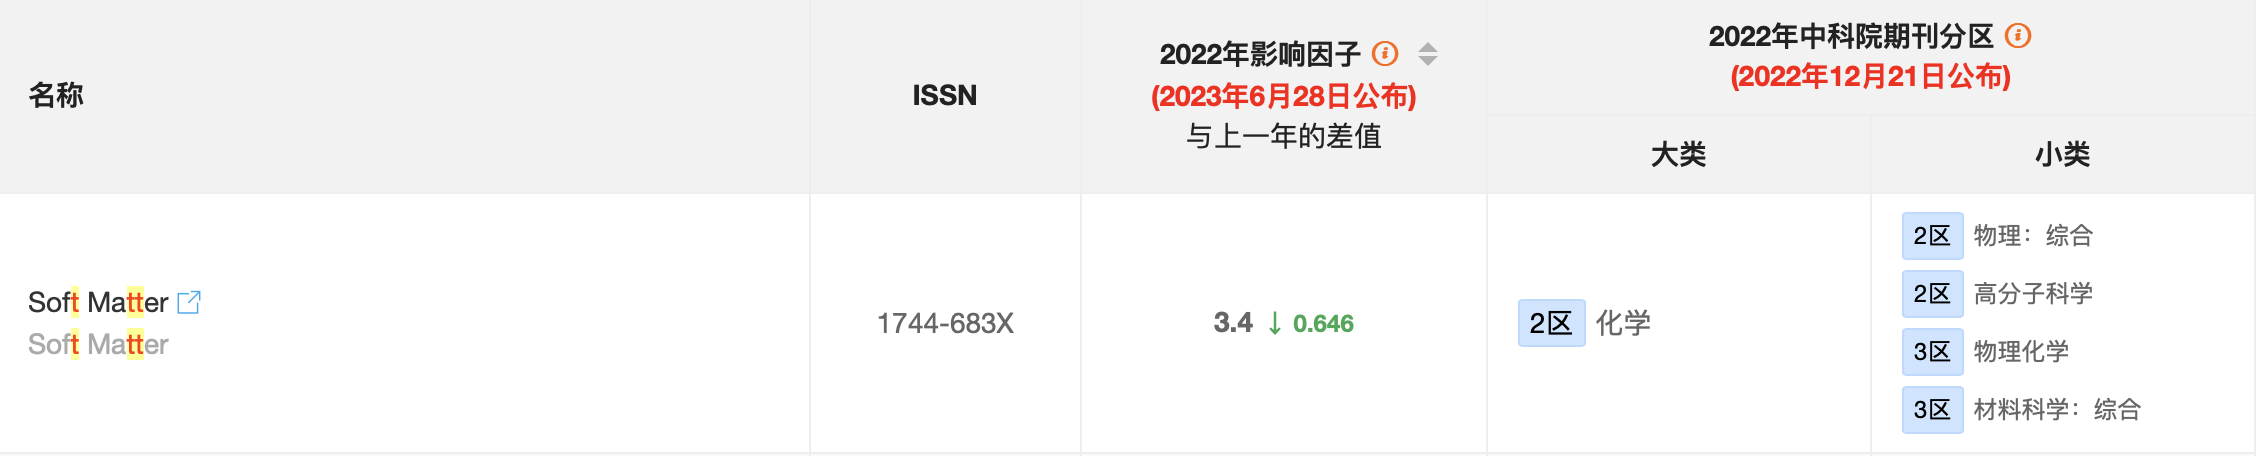 名称
ISSN
2022年影响因子
(2023年6月28日公布)
与上一年的差值
2022年中科院期刊分区
(2022年12月21日公布)
大类
小类
Soft Matter
Soft Matter
1744-683X
3.4 ↓ 0.646
2区 化学
2区 物理：综合
2区 高分子科学
3区 物理化学
3区 材料科学：综合